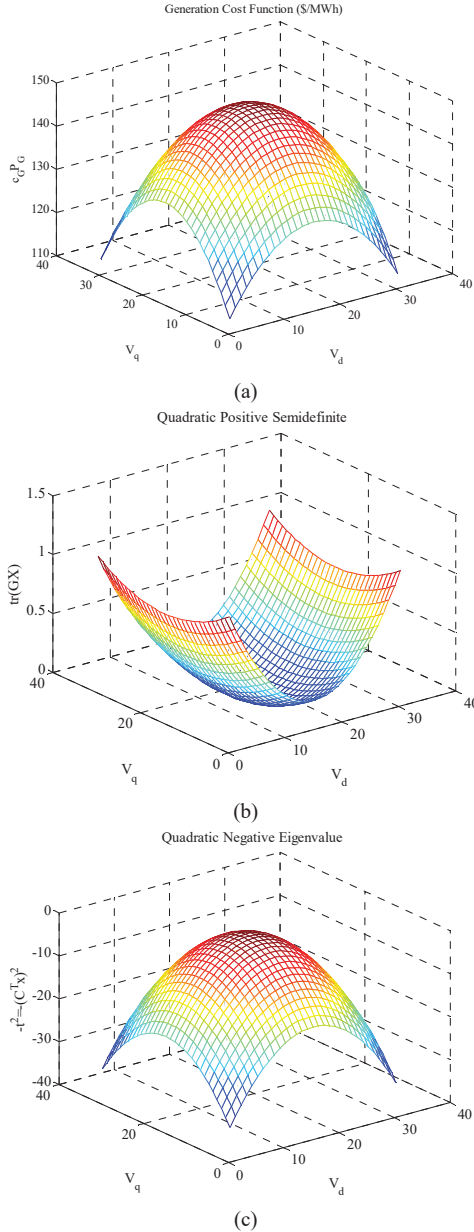 Generation Cost Function ($/MWh)
150
140
130
120
110
c_G P_G
40
30
20
10
0
V_q
0
10
20
30
40
V_d
(a)
Quadratic Positive Semidefinite
1.5
1
0.5
0
tr(GX)
40
20
0
V_q
0
10
20
30
40
V_d
(b)
Quadratic Negative Eigenvalue
0
-10
-20
-30
-40
-t²=-(C^T x)²
40
20
0
V_q
0
10
20
30
40
V_d
(c)